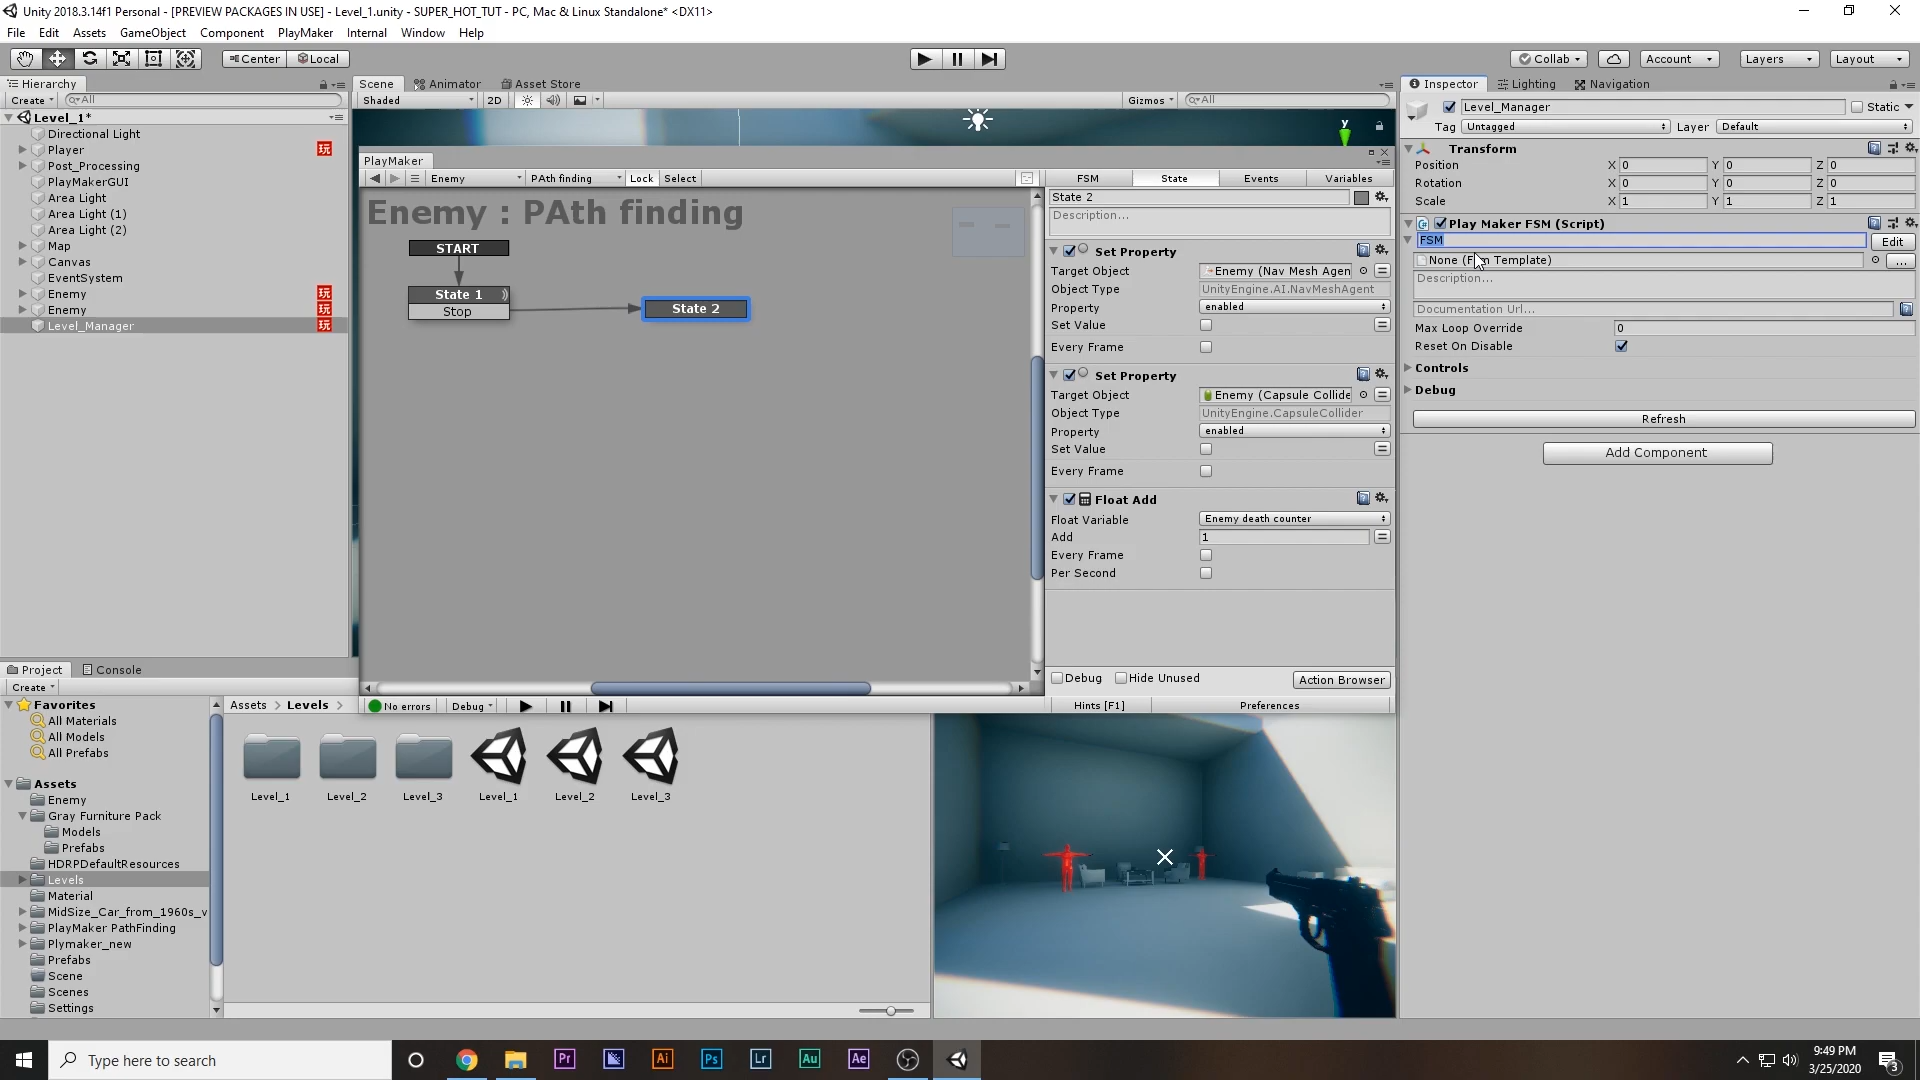 Unity 2018.3.14f1 Personal - [PREVIEW PACKAGES IN USE] - Level_1.unity - SUPER_HOT_TUT - PC, Mac & Linux Standalone* <DX11>
File Edit Assets GameObject Component PlayMaker Internal Window Help
Center Local Collab Account Layers Layout
Hierarchy
Create All
Level_1*
Directional Light
Player 玩
Post_Processing
PlayMakerGUI
Area Light
Area Light (1)
Area Light (2)
Map
Canvas
EventSystem
Enemy 玩
Enemy 玩
Level_Manager 玩
Scene Animator Asset Store
Shaded 2D Gizmos All
y
PlayMaker
Enemy PAth finding Lock Select
Enemy : PAth finding
START
State 1
Stop
State 2
FSM State Events Variables
State 2
Description...
Set Property
Target Object Enemy (Nav Mesh Agen
Object Type UnityEngine.AI.NavMeshAgent
Property enabled
Set Value
Every Frame
Set Property
Target Object Enemy (Capsule Collide
Object Type UnityEngine.CapsuleCollider
Property enabled
Set Value
Every Frame
Float Add
Float Variable Enemy death counter
Add 1
Every Frame
Per Second
Debug Hide Unused Action Browser
No errors Debug Hints [F1] Preferences
Inspector Lighting Navigation
Level_Manager Static
Tag Untagged Layer Default
Transform
Position X 0 Y 0 Z 0
Rotation X 0 Y 0 Z 0
Scale X 1 Y 1 Z 1
Play Maker FSM (Script)
FSM Edit
None Template) ...
Description...
Documentation Url...
Max Loop Override 0
Reset On Disable
Controls
Debug
Refresh
Add Component
Project Console
Create
Favorites
All Materials
All Models
All Prefabs
Assets
Enemy
Gray Furniture Pack
Models
Prefabs
HDRPDefaultResources
Levels
Material
MidSize_Car_from_1960s_v
PlayMaker PathFinding
Plymaker_new
Prefabs
Scene
Scenes
Settings
Assets > Levels >
Level_1 Level_2 Level_3 Level_1 Level_2 Level_3
Type here to search
Pr Ai Ps Lr Au Ae
9:49 PM
3/25/2020
3